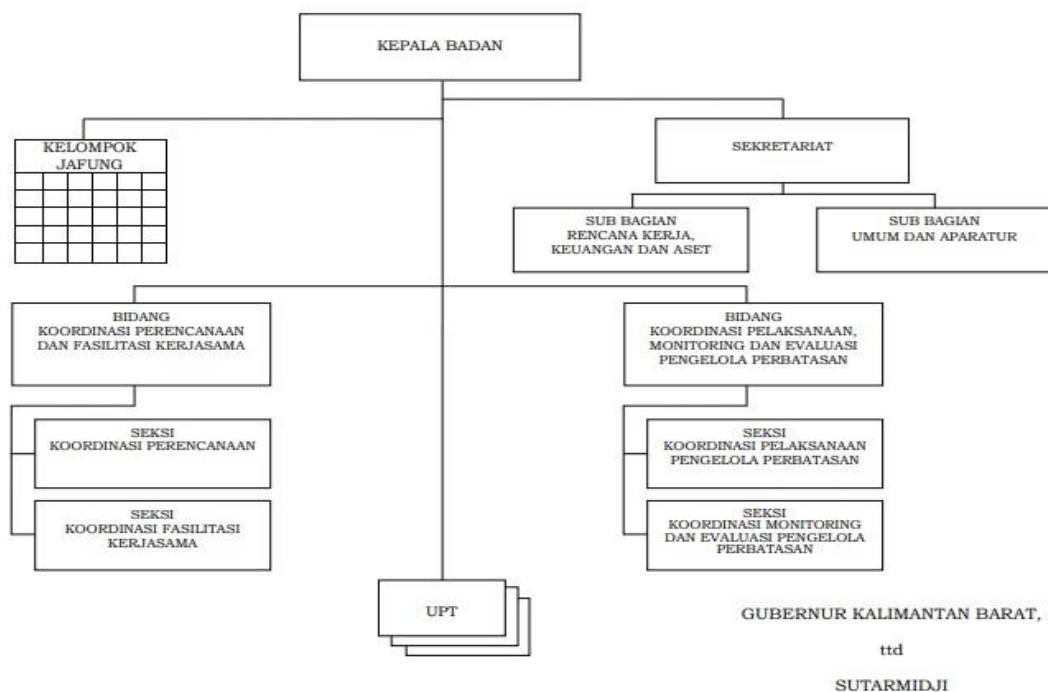 KEPALA BADAN
KELOMPOK
JAFUNG
SEKRETARIAT
SUB BAGIAN
RENCANA KERJA,
KEUANGAN DAN ASET
SUB BAGIAN
UMUM DAN APARATUR
BIDANG
KOORDINASI PERENCANAAN
DAN FASILITASI KERJASAMA
BIDANG
KOORDINASI PELAKSANAAN,
MONITORING DAN EVALUASI
PENGELOLA PERBATASAN
SEKSI
KOORDINASI PERENCANAAN
SEKSI
KOORDINASI FASILITASI
KERJASAMA
SEKSI
KOORDINASI PELAKSANAAN
PENGELOLA PERBATASAN
SEKSI
KOORDINASI MONITORING
DAN EVALUASI PENGELOLA
PERBATASAN
UPT
GUBERNUR KALIMANTAN BARAT,
ttd
SUTARMIDJI